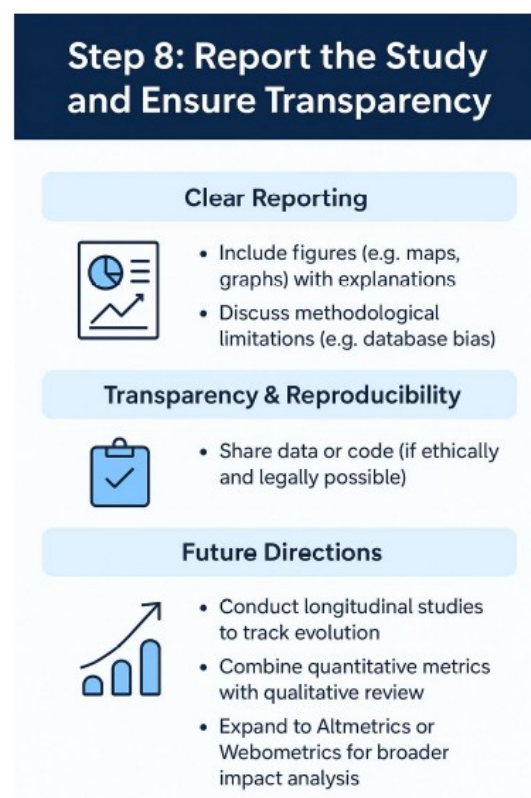 Step 8: Report the Study
and Ensure Transparency
Clear Reporting
• Include figures (e.g. maps,
graphs) with explanations
• Discuss methodological
limitations (e.g. database bias)
Transparency & Reproducibility
• Share data or code (if ethically
and legally possible)
Future Directions
• Conduct longitudinal studies
to track evolution
• Combine quantitative metrics
with qualitative review
• Expand to Altmetrics or
Webometrics for broader
impact analysis